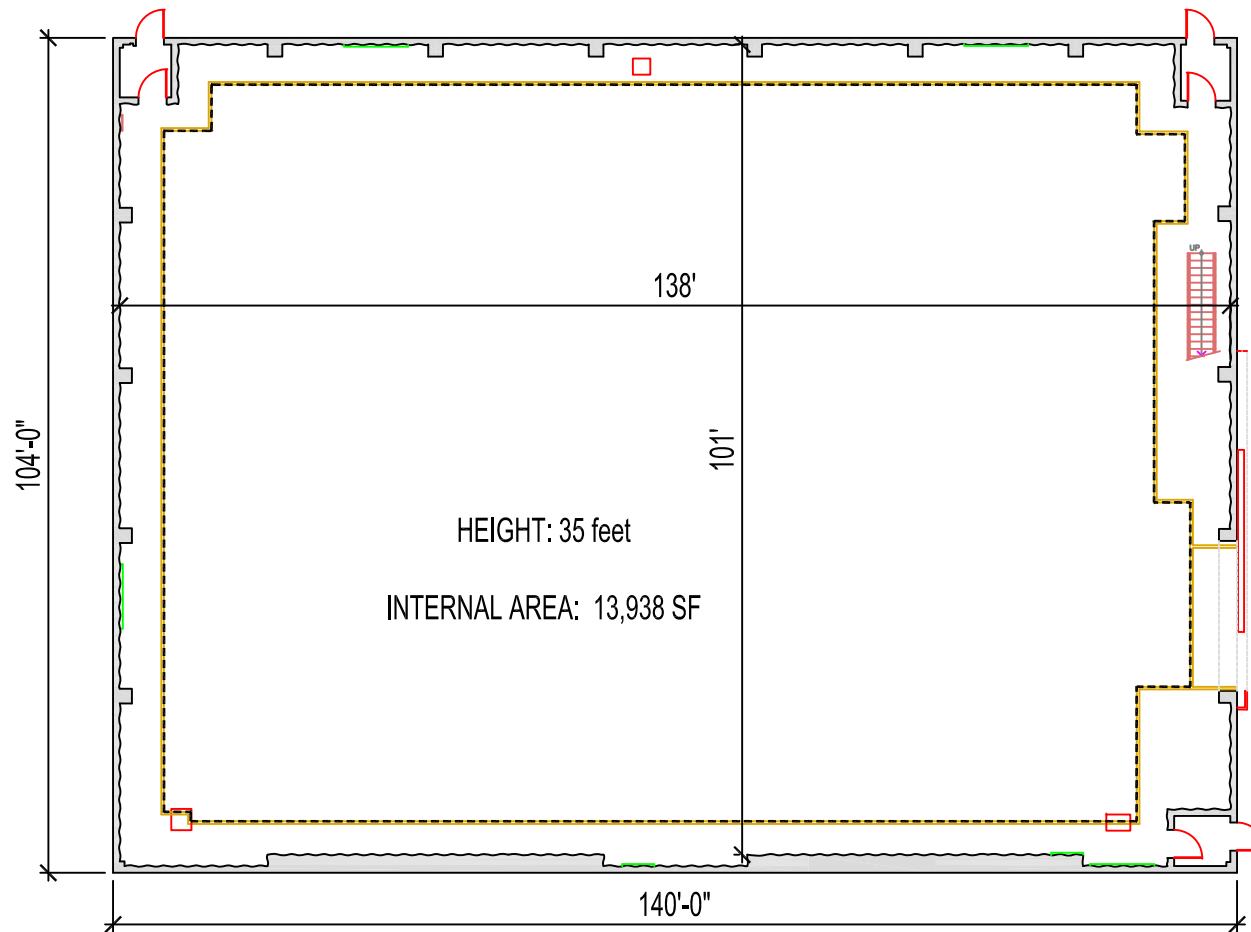 UP
138'
104'-0"
101'
HEIGHT: 35 feet
INTERNAL AREA: 13,938 SF
140'-0"